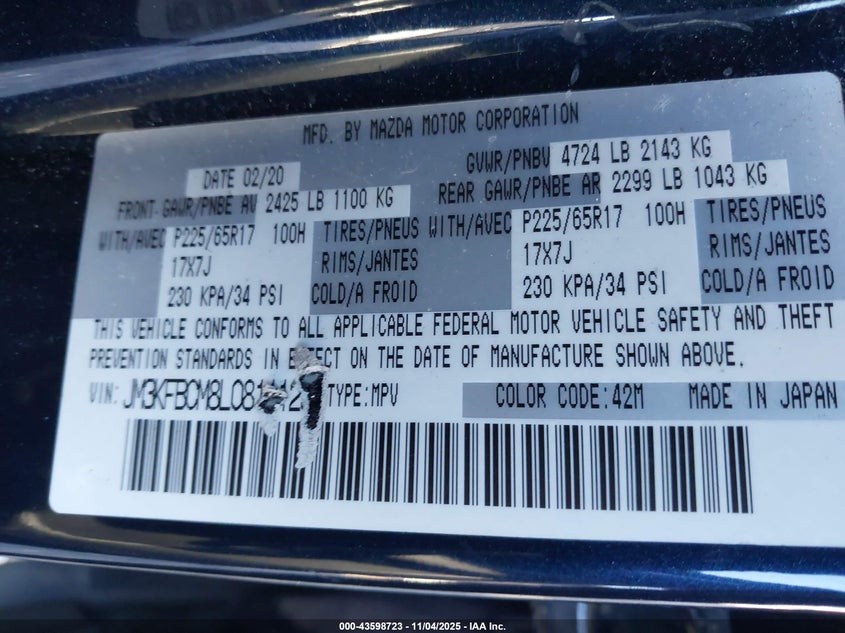 MFD. BY MAZDA MOTOR CORPORATION
DATE 02/20 GVWR/PNBV 4724 LB 2143 KG
FRONT GAWR/PNBE AV 2425 LB 1100 KG REAR GAWR/PNBE AR 2299 LB 1043 KG
WITH/AVEC P225/65R17 100H TIRES/PNEUS WITH/AVEC P225/65R17 100H TIRES/PNEUS
17X7J RIMS/JANTES 17X7J RIMS/JANTES
230 KPA/34 PSI COLD/A FROID 230 KPA/34 PSI COLD/A FROID
THIS VEHICLE CONFORMS TO ALL APPLICABLE FEDERAL MOTOR VEHICLE SAFETY AND THEFT
PREVENTION STANDARDS IN EFFECT ON THE DATE OF MANUFACTURE SHOWN ABOVE.
VIN: TYPE:MPV COLOR CODE:42M MADE IN JAPAN
000-43598723 - 11/04/2025 - IAA Inc.